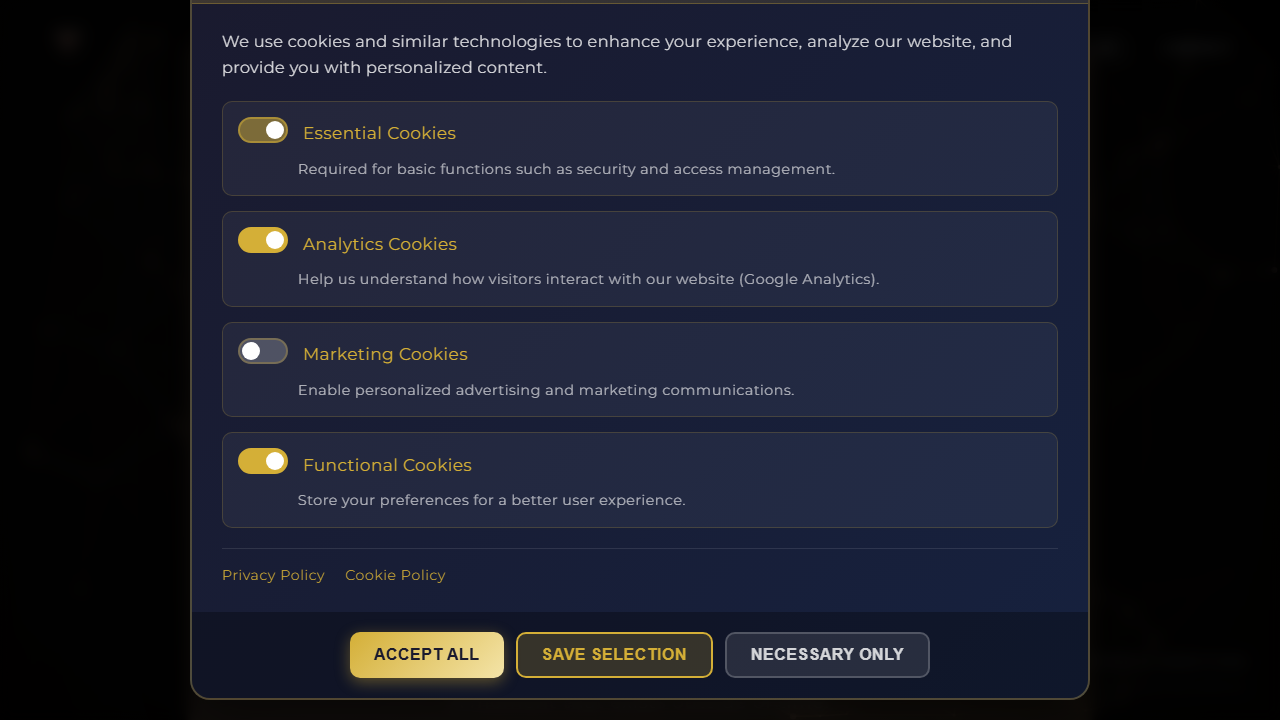 We use cookies and similar technologies to enhance your experience, analyze our website, and
provide you with personalized content.
Essential Cookies
Required for basic functions such as security and access management.
Analytics Cookies
Help us understand how visitors interact with our website (Google Analytics).
Marketing Cookies
Enable personalized advertising and marketing communications.
Functional Cookies
Store your preferences for a better user experience.
Privacy Policy Cookie Policy
ACCEPT ALL SAVE SELECTION NECESSARY ONLY